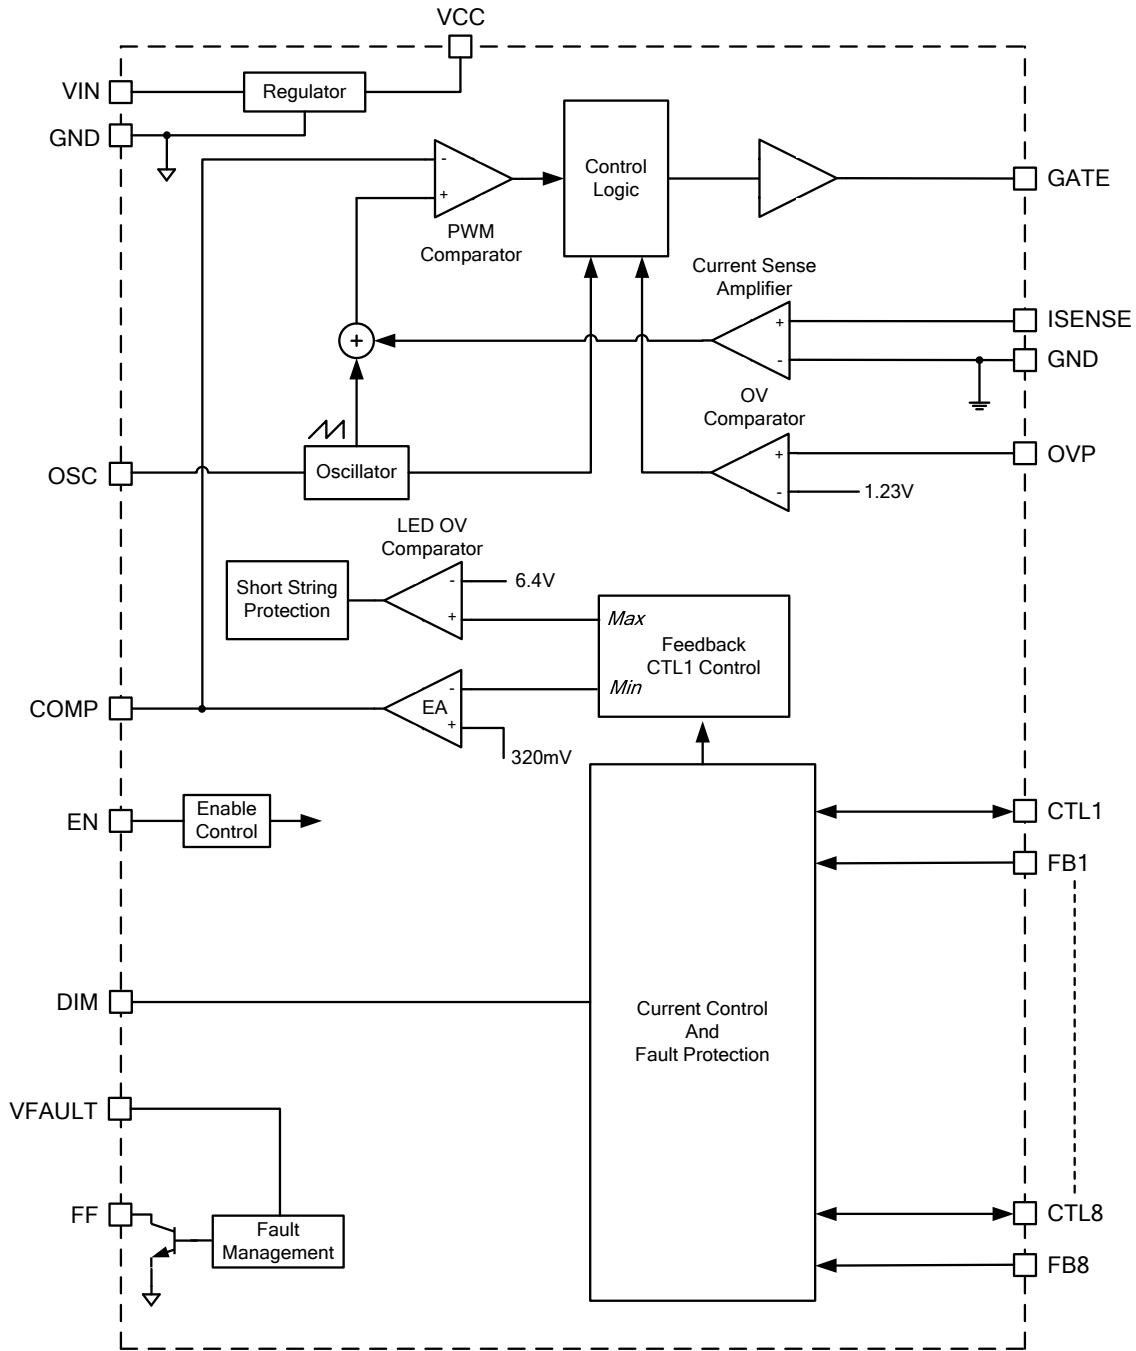 VCC
VIN
Regulator
GND
-
+
PWM
Comparator
Control
Logic
GATE
Current Sense
Amplifier
+
-
ISENSE
GND
+
OV
Comparator
+
-
OVP
1.23V
OSC
Oscillator
LED OV
Comparator
-
+
6.4V
Short String
Protection
Max
Feedback
CTL1 Control
Min
COMP
-
EA
+
320mV
EN
Enable
Control
CTL1
FB1
DIM
Current Control
And
Fault Protection
VFAULT
FF
Fault
Management
CTL8
FB8